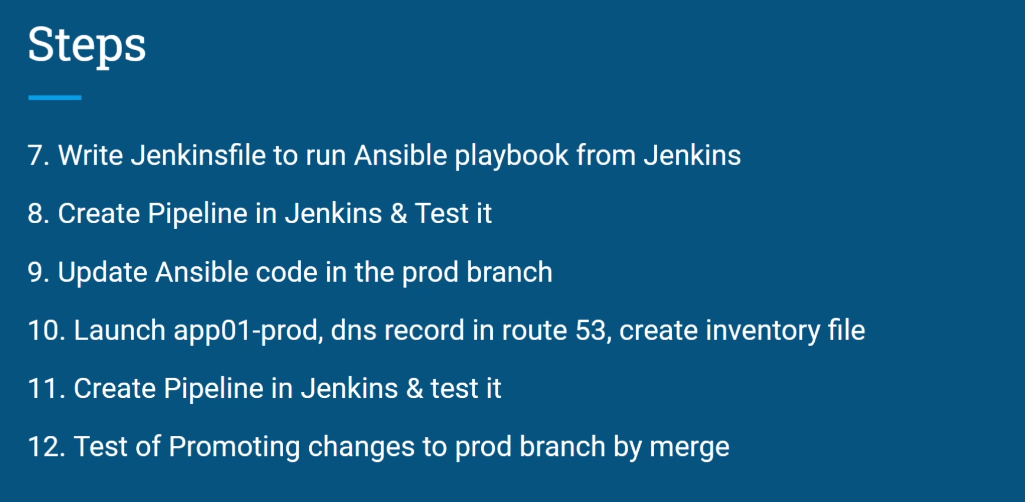 Steps
7. Write Jenkinsfile to run Ansible playbook from Jenkins
8. Create Pipeline in Jenkins & Test it
9. Update Ansible code in the prod branch
10. Launch app01-prod, dns record in route 53, create inventory file
11. Create Pipeline in Jenkins & test it
12. Test of Promoting changes to prod branch by merge